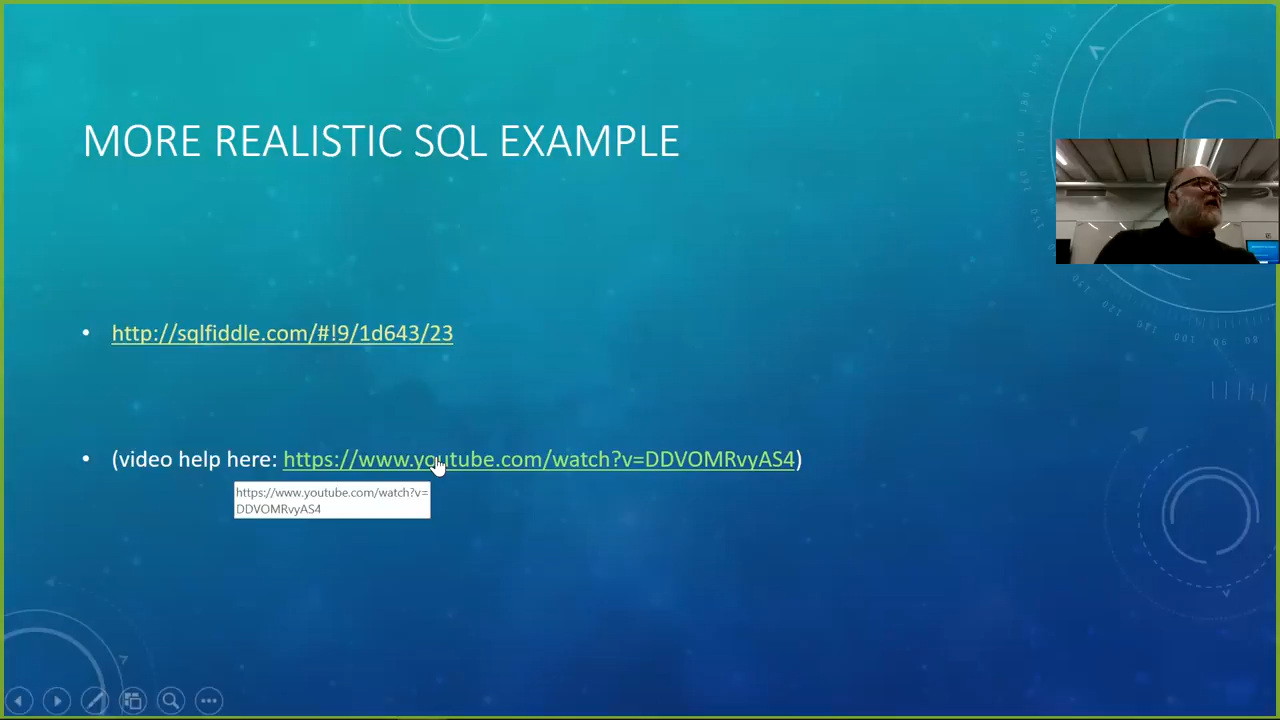 MORE REALISTIC SQL EXAMPLE
• http://sqlfiddle.com/#!9/1d643/23
• (video help here: https://www.youtube.com/watch?v=DDVOMRvyAS4)
https://www.youtube.com/watch?v=
DDVOMRvyAS4